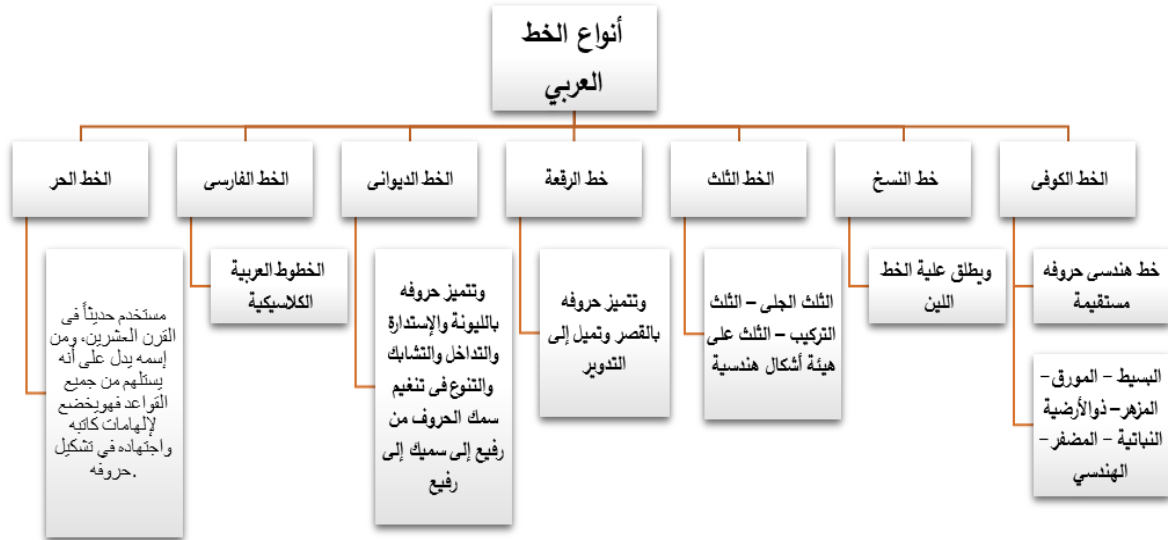 أنواع الخط
العربي
الخط الكوفى
خط النسخ
الخط الثلث
خط الرقعة
الخط الديوانى
الخط الفارسى
الخط الحر
خط هندسى حروفه
مستقيمة
البسيط – المورق–
المزهر– ذوالأرضية
النباتية – المضفر–
الهندسي
ويطلق علية الخط
اللين
الثلث الجلى – الثلث
التركيب – الثلث على
هيئة أشكال هندسية
وتتميز حروفه
بالقصر وتميل إلى
التدوير
وتتميز حروفه
بالليونة والإستدارة
والتداخل والتشابك
والتنوع فى تنغيم
سمك الحروف من
رفيع إلى سميك إلى
رفيع
الخطوط العربية
الكلاسيكية
مستخدم حديثاً فى
القرن العشرين، ومن
إسمه يدل على أنه
يستلهم من جميع
القواعد فهويخضع
لإلهامات كاتبه
واجتهاده في تشكيل
حروفه.